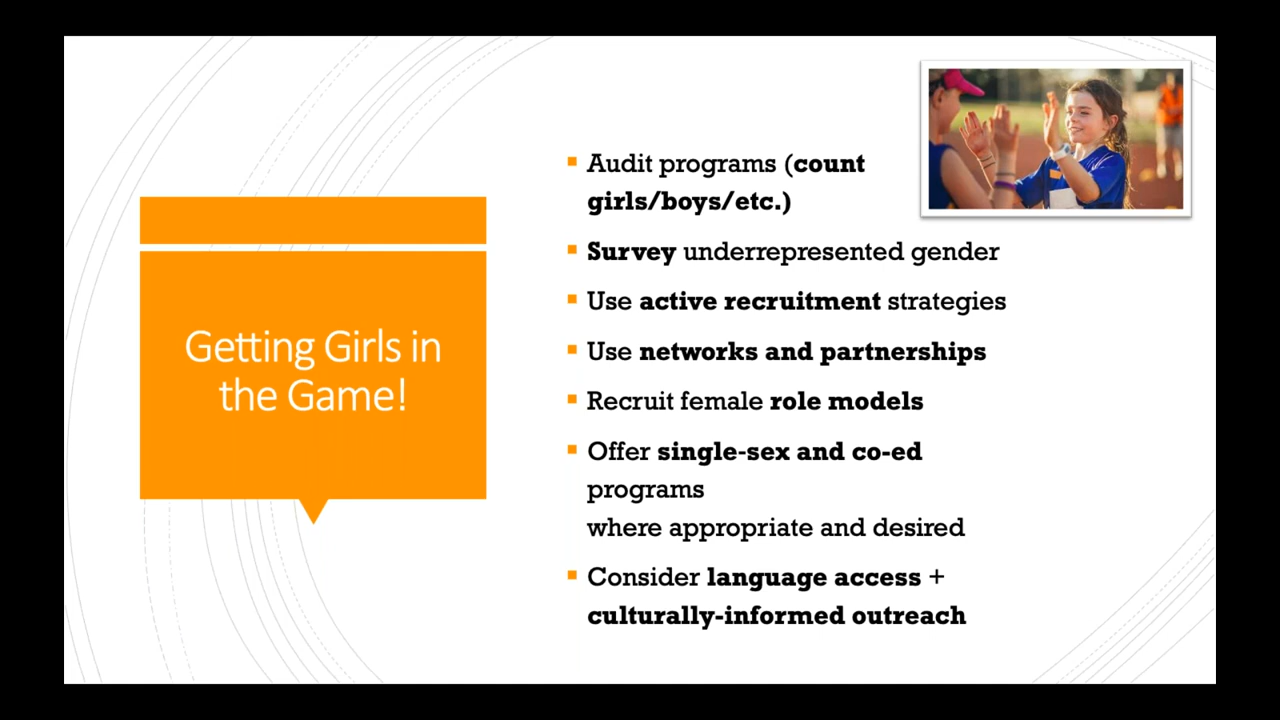 Getting Girls in
the Game!
▪ Audit programs (count
girls/boys/etc.)
▪ Survey underrepresented gender
▪ Use active recruitment strategies
▪ Use networks and partnerships
▪ Recruit female role models
▪ Offer single-sex and co-ed
programs
where appropriate and desired
▪ Consider language access +
culturally-informed outreach